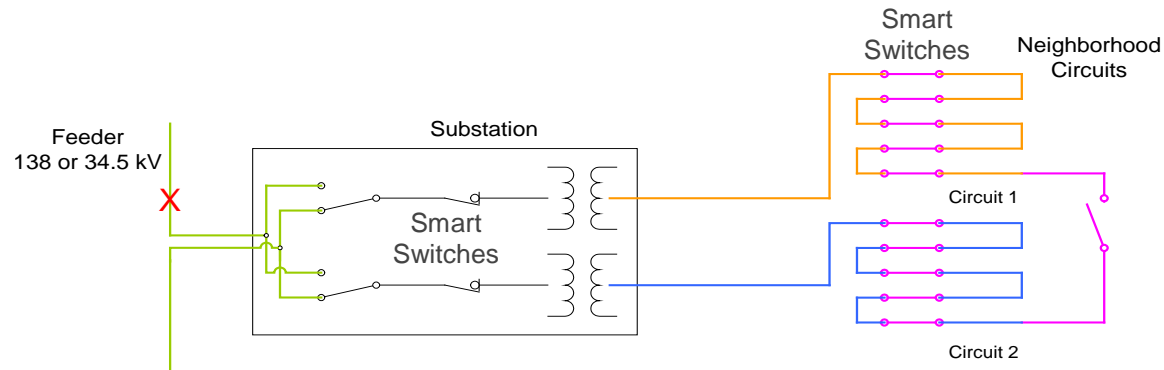 Smart
Switches
Neighborhood
Circuits
Feeder
138 or 34.5 kV
Substation
X
Smart
Switches
Circuit 1
Circuit 2